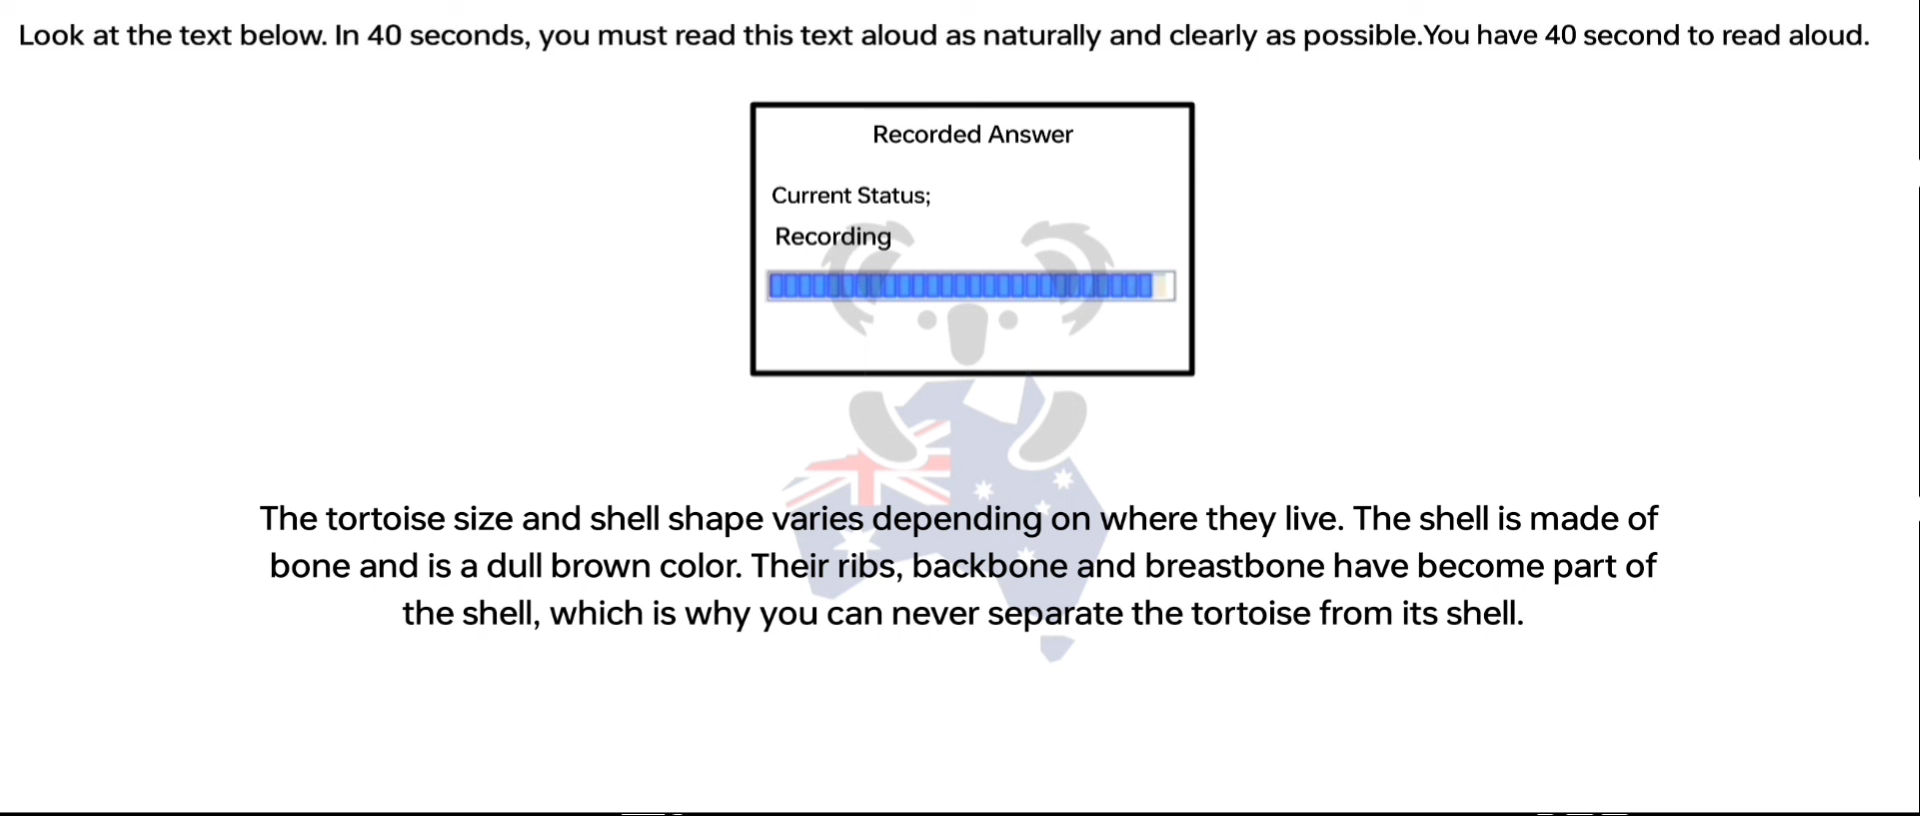 Look at the text below. In 40 seconds, you must read this text aloud as naturally and clearly as possible.You have 40 second to read aloud.
Recorded Answer
Current Status;
Recording
The tortoise size and shell shape varies depending on where they live. The shell is made of
bone and is a dull brown color. Their ribs, backbone and breastbone have become part of
the shell, which is why you can never separate the tortoise from its shell.